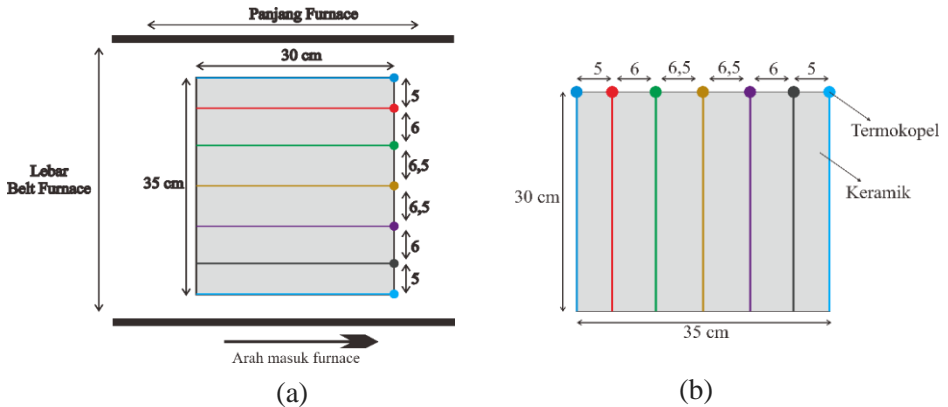 Panjang Furnace
30 cm
5
6
6,5
6,5
6
5
35 cm
Lebar
Belt Furnace
Arah masuk furnace
(a)
5
6
6,5
6,5
6
5
Termokopel
Keramik
30 cm
35 cm
(b)